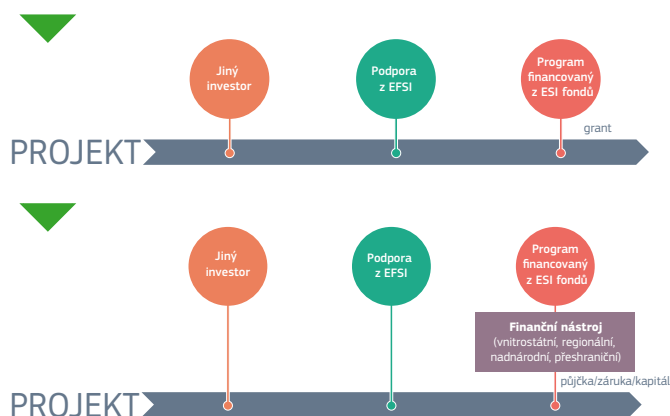 Jiný
investor
Podpora
z EFSI
Program
financovaný
z ESI fondů
grant
PROJEKT
Jiný
investor
Podpora
z EFSI
Program
financovaný
z ESI fondů
Finanční nástroj
(vnitrostátní, regionální,
nadnárodní, přeshraniční)
půjčka/záruka/kapitál
PROJEKT